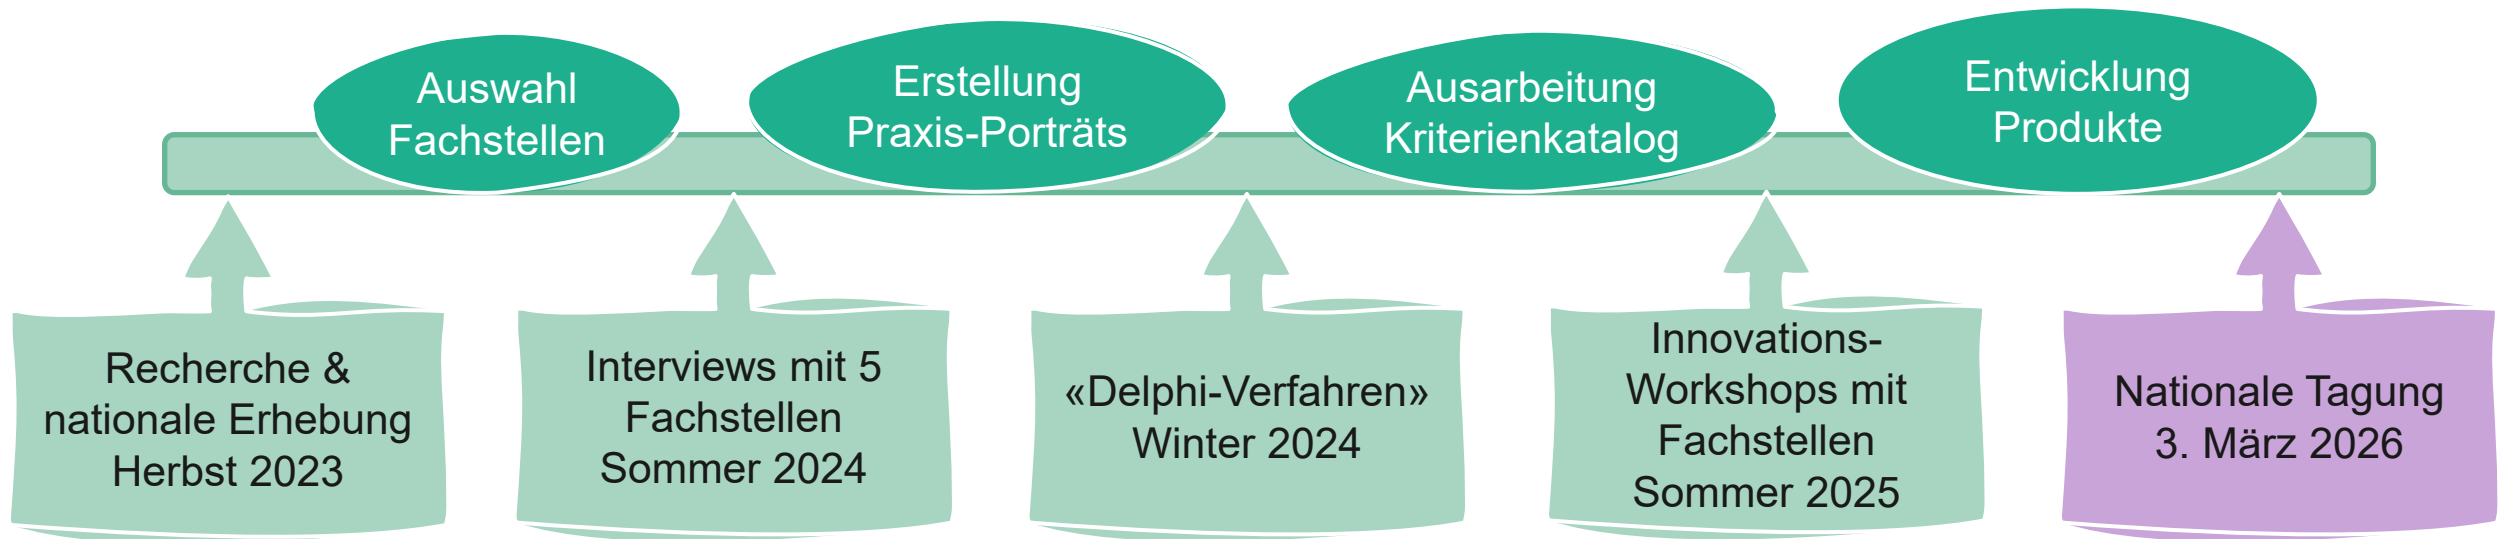 Auswahl
Fachstellen
Erstellung
Praxis-Porträts
Ausarbeitung
Kriterienkatalog
Entwicklung
Produkte
Recherche &
nationale Erhebung
Herbst 2023
Interviews mit 5
Fachstellen
Sommer 2024
«Delphi-Verfahren»
Winter 2024
Innovations-
Workshops mit
Fachstellen
Sommer 2025
Nationale Tagung
3. März 2026